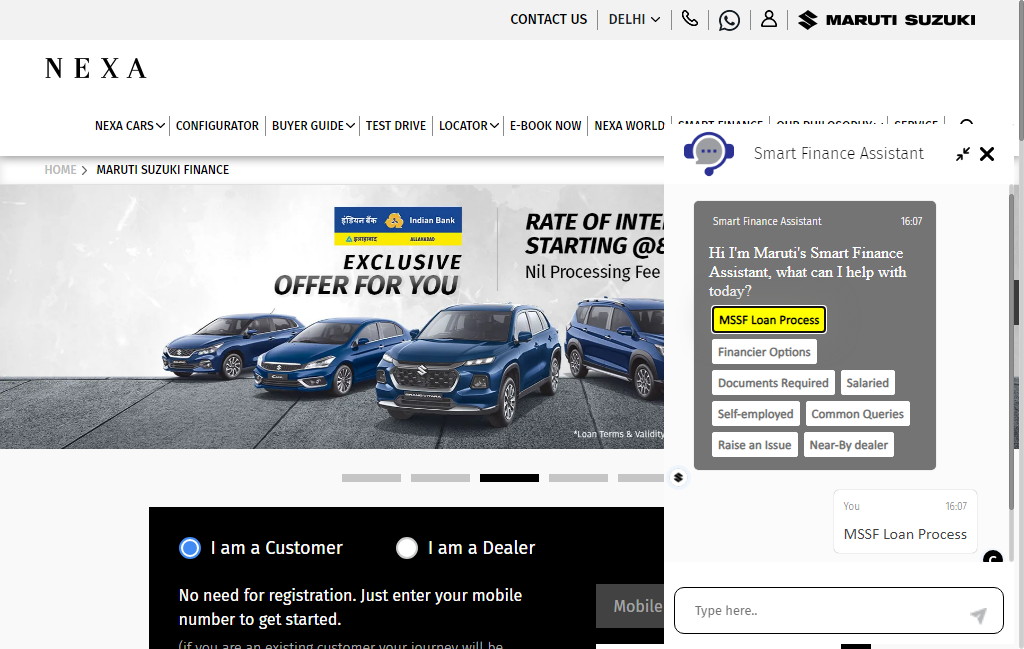 CONTACT US
DELHI
MARUTI SUZUKI
NEXA
NEXA CARS
CONFIGURATOR
BUYER GUIDE
TEST DRIVE
LOCATOR
E-BOOK NOW
NEXA WORLD
SMART FINANCE
OUR PHILOSOPHY
SERVICE
HOME
MARUTI SUZUKI FINANCE
इंडियन बैंक
Indian Bank
इलाहाबाद
ALLAHABAD
EXCLUSIVE
OFFER FOR YOU
RATE OF INTE
STARTING @8
Nil Processing Fee
GRAND VITARA
*Loan Terms & Validity
I am a Customer
I am a Dealer
No need for registration. Just enter your mobile
number to get started.
(if you are an existing customer your journey will be
Mobile
Smart Finance Assistant
Smart Finance Assistant
16:07
Hi I'm Maruti's Smart Finance
Assistant, what can I help with
today?
MSSF Loan Process
Financier Options
Documents Required
Salaried
Self-employed
Common Queries
Raise an Issue
Near-By dealer
You
16:07
MSSF Loan Process
Type here..